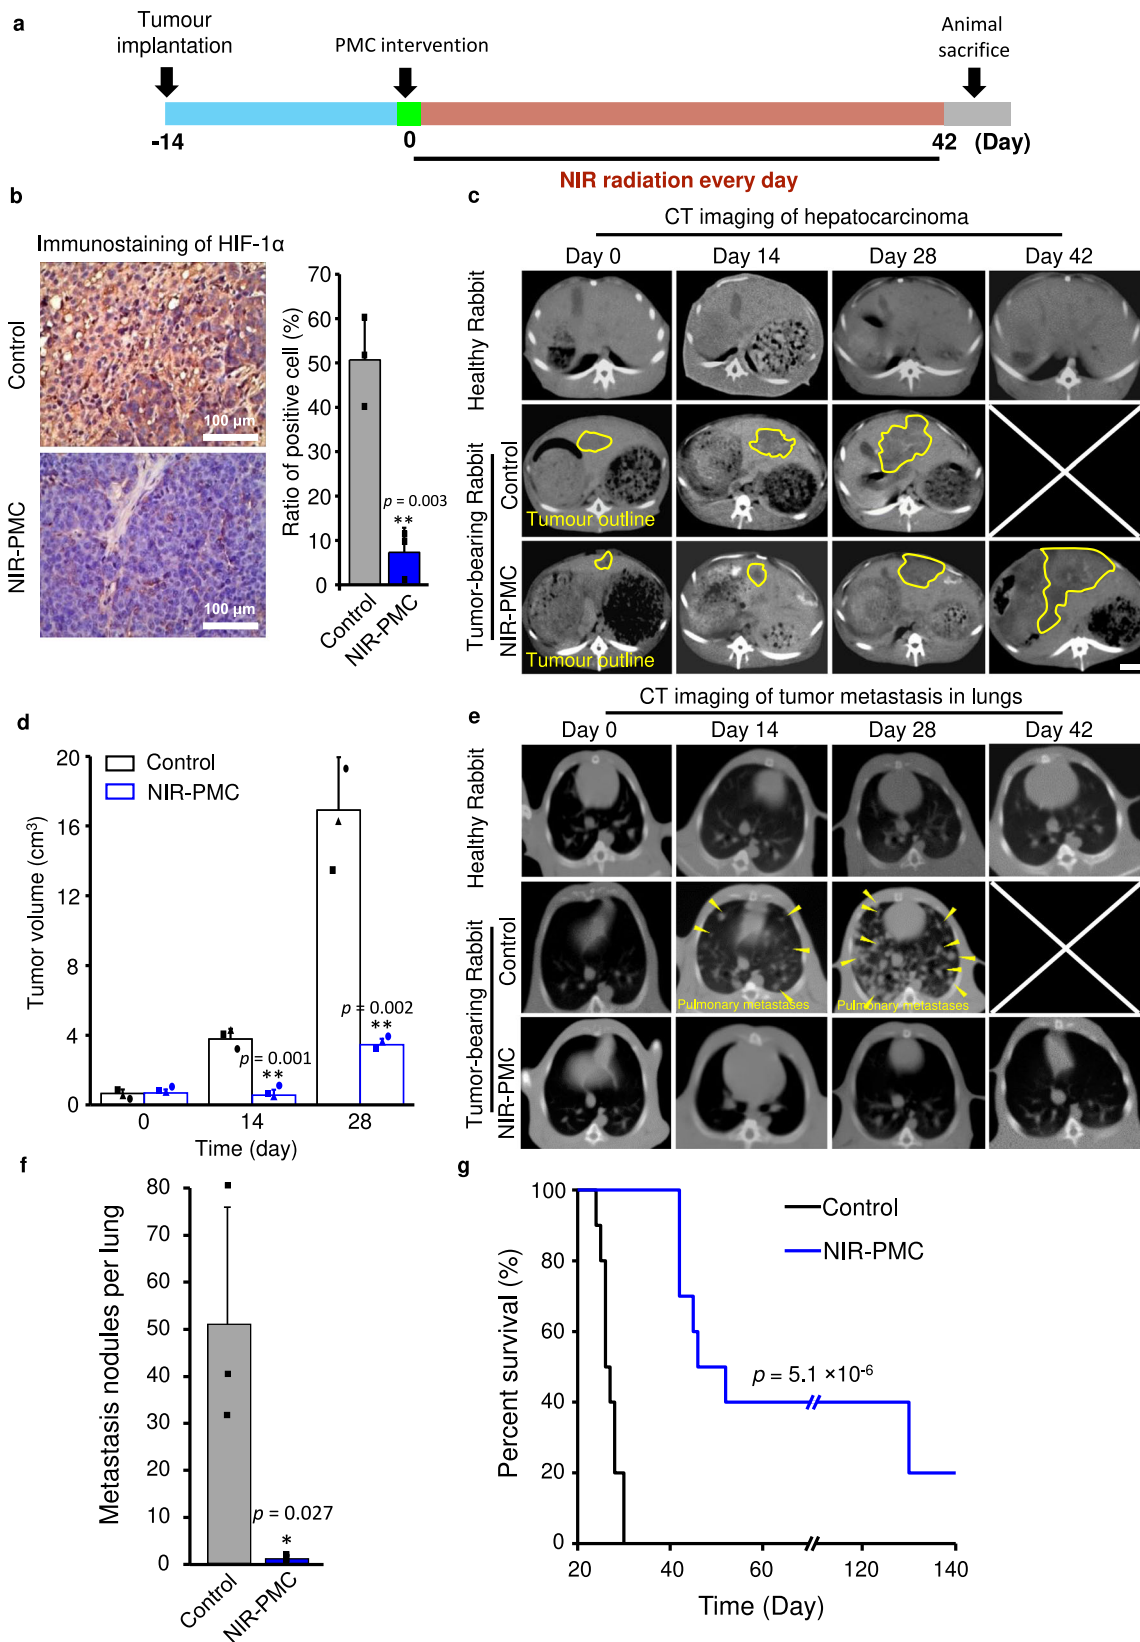 a
Tumour
implantation
PMC intervention
Animal
sacrifice
-14
0
42
(Day)
NIR radiation every day
b
Immunostaining of HIF-1α
Control
100 µm
NIR-PMC
100 µm
Ratio of positive cell (%)
70
60
50
40
30
20
10
0
p = 0.003
**
Control
NIR-PMC
c
CT imaging of hepatocarcinoma
Day 0
Day 14
Day 28
Day 42
Healthy Rabbit
Tumor-bearing Rabbit
Control
NIR-PMC
Tumour outline
Tumour outline
d
Tumor volume (cm³)
20
16
12
8
4
0
Control
NIR-PMC
p = 0.001
**
p = 0.002
**
0
14
28
Time (day)
e
CT imaging of tumor metastasis in lungs
Day 0
Day 14
Day 28
Day 42
Healthy Rabbit
Tumor-bearing Rabbit
Control
NIR-PMC
Pulmonary metastases
Pulmonary metastases
f
Metastasis nodules per lung
80
70
60
50
40
30
20
10
0
p = 0.027
*
Control
NIR-PMC
g
Percent survival (%)
100
80
60
40
20
0
Control
NIR-PMC
p = 5.1 ×10⁻⁶
20
60
120
140
Time (Day)